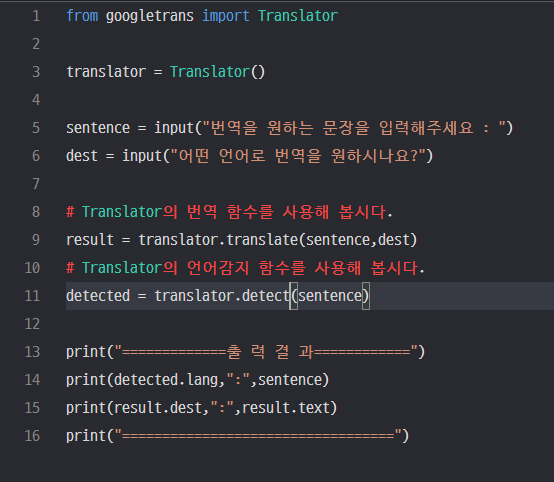 1 from googletrans import Translator
2
3 translator = Translator()
4
5 sentence = input("번역을 원하는 문장을 입력해주세요 : ")
6 dest = input("어떤 언어로 번역을 원하시나요?")
7
8 # Translator의 번역 함수를 사용해 봅시다.
9 result = translator.translate(sentence,dest)
10 # Translator의 언어감지 함수를 사용해 봅시다.
11 detected = translator.detect(sentence)
12
13 print("=============출 력 결 과============")
14 print(detected.lang,":",sentence)
15 print(result.dest,":",result.text)
16 print("==================================")